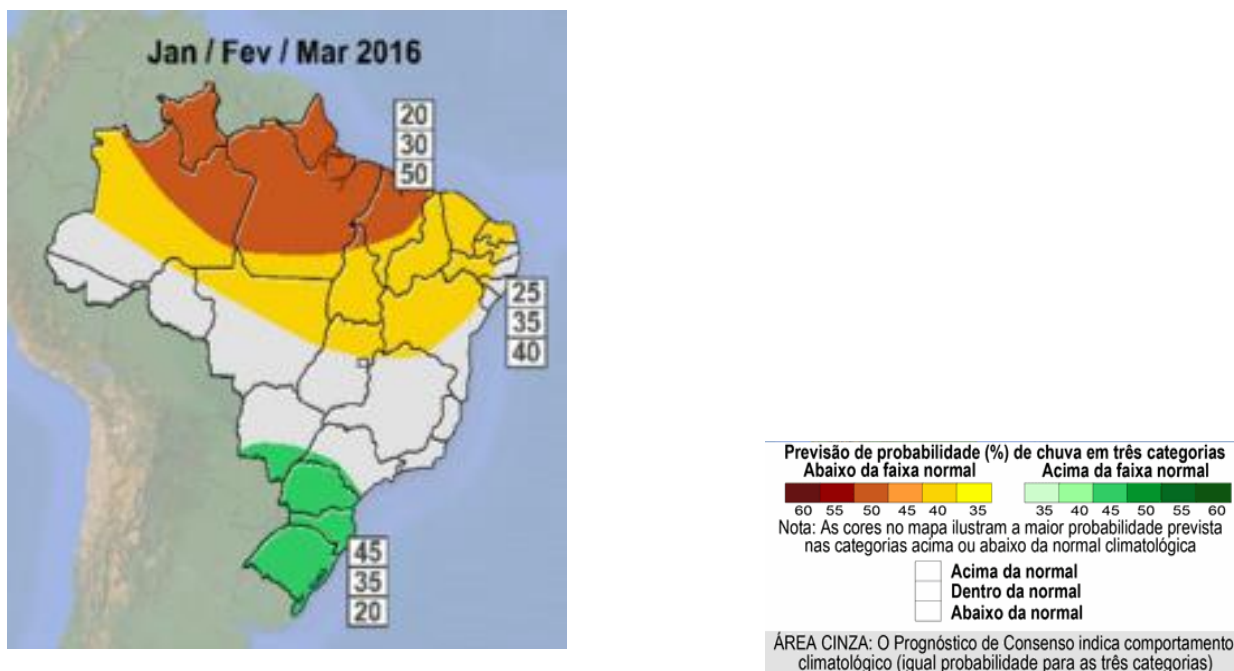 Jan / Fev / Mar 2016
20
30
50
25
35
40
45
35
20
Previsão de probabilidade (%) de chuva em três categorias
Abaixo da faixa normal Acima da faixa normal
60 55 50 45 40 35 35 40 45 50 55 60
Nota: As cores no mapa ilustram a maior probabilidade prevista
nas categorias acima ou abaixo da normal climatológica
Acima da normal
Dentro da normal
Abaixo da normal
ÁREA CINZA: O Prognóstico de Consenso indica comportamento
climatológico (igual probabilidade para as três categorias)